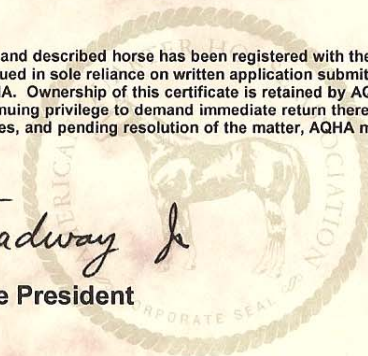 and described horse has been registered with the
ued in sole reliance on written application submit
A. Ownership of this certificate is retained by AQ
nuing privilege to demand immediate return there
es, and pending resolution of the matter, AQHA m
adway Jr
e President
ORPORATE SEAL